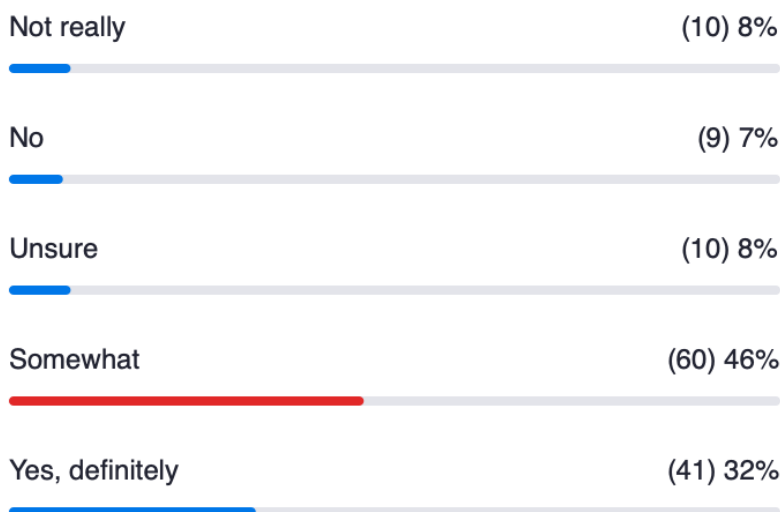 Not really (10) 8%
No (9) 7%
Unsure (10) 8%
Somewhat (60) 46%
Yes, definitely (41) 32%